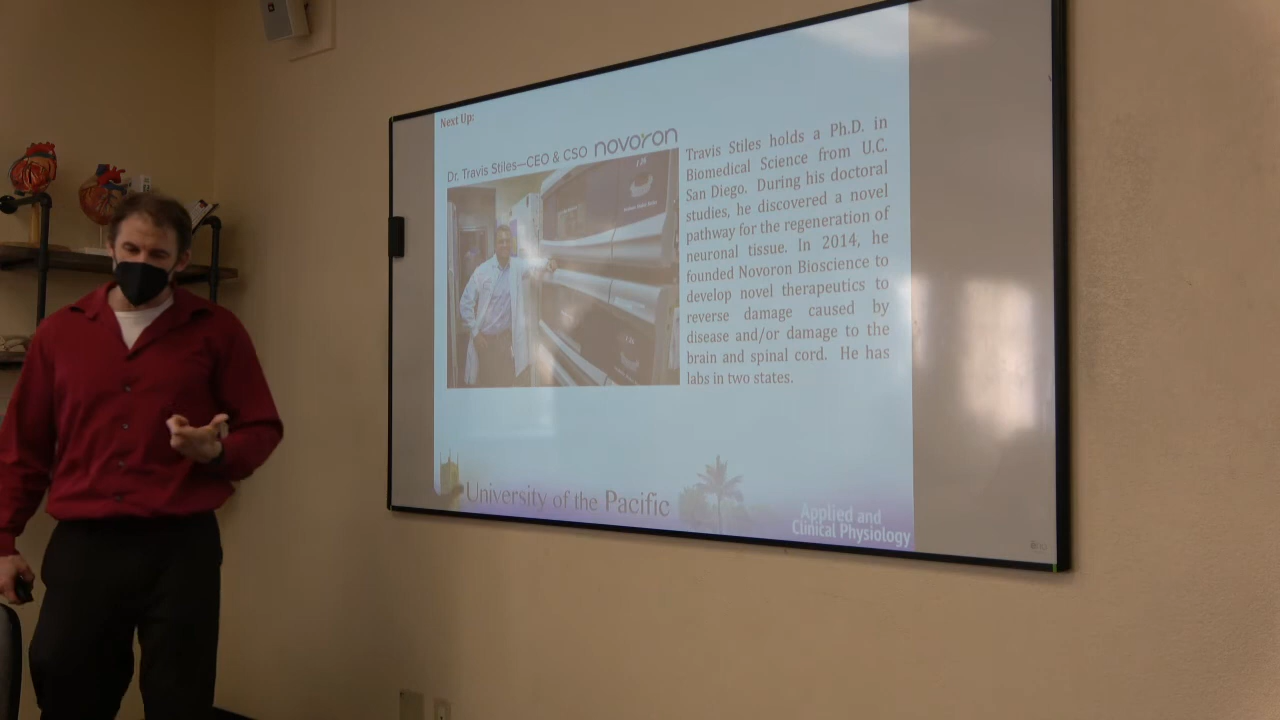 Next Up:
Dr. Travis Stiles—CEO & CSO novoron
Travis Stiles holds a Ph.D. in
Biomedical Science from U.C.
San Diego. During his doctoral
studies, he discovered a novel
pathway for the regeneration of
neuronal tissue. In 2014, he
founded Novoron Bioscience to
develop novel therapeutics to
reverse damage caused by
disease and/or damage to the
brain and spinal cord. He has
labs in two states.
University of the Pacific
Applied and
Clinical Physiology